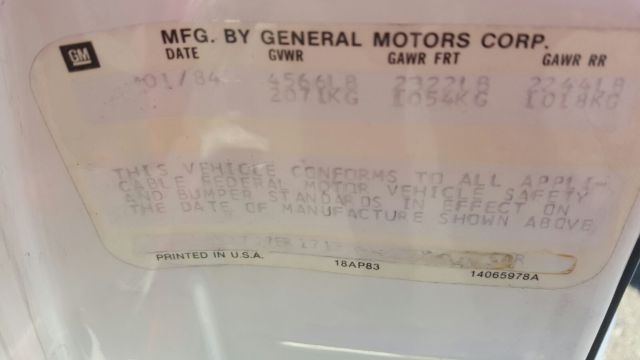 GM
MFG. BY GENERAL MOTORS CORP.
DATE GVWR GAWR FRT GAWR RR
01/84 4566LB 2322LB 2244LB
2071KG 1054KG 1018KG
THIS VEHICLE CONFORMS TO ALL APPLI-
CABLE FEDERAL MOTOR VEHICLE SAFETY
AND BUMPER STANDARDS IN EFFECT ON
THE DATE OF MANUFACTURE SHOWN ABOVE
PRINTED IN U.S.A. 18AP83 14065978A